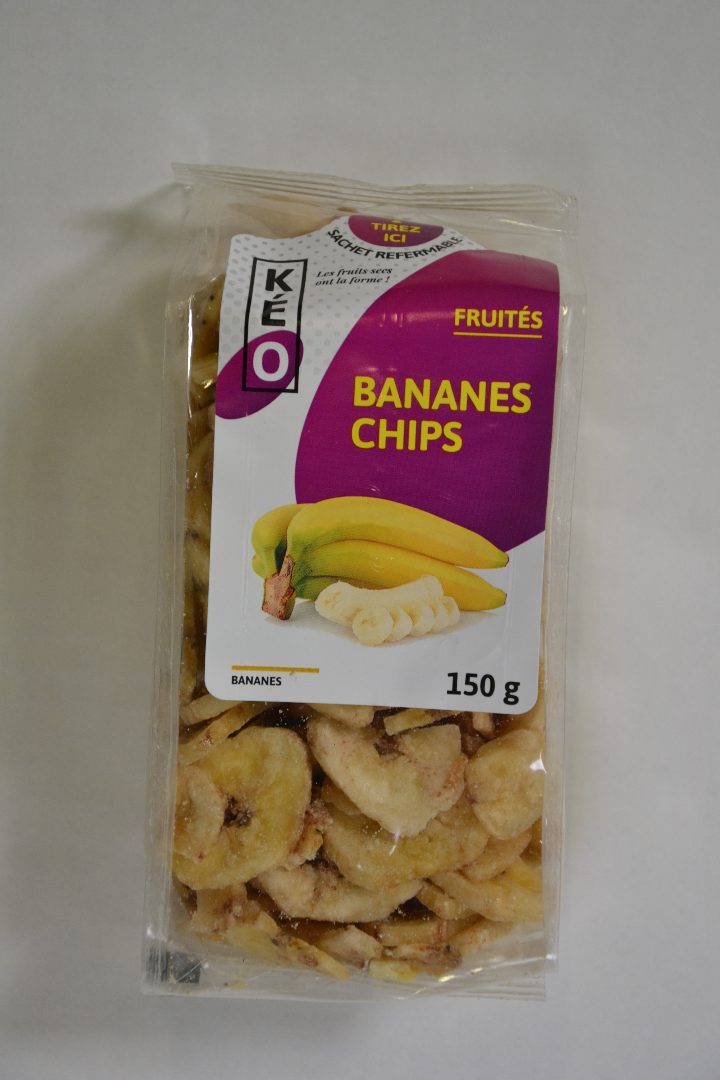 TIREZ
ICI
SACHET REFERMABLE
KÉO
Les fruits secs
ont la forme !
FRUITÉS
BANANES
CHIPS
BANANES
150 g